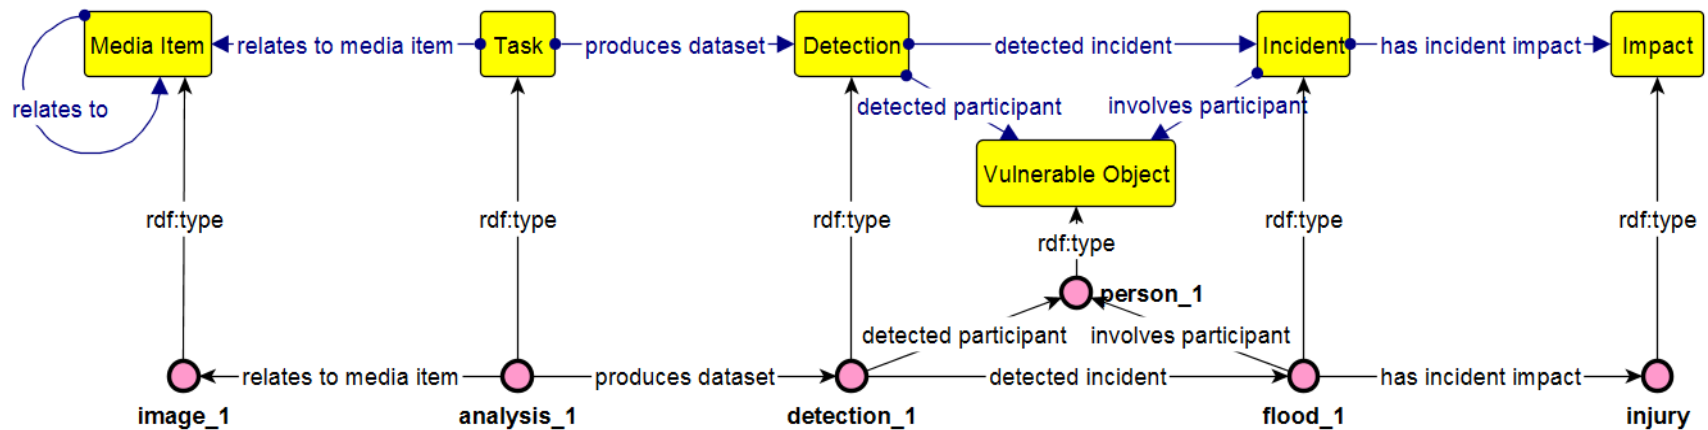 Media Item
relates to media item
Task
produces dataset
Detection
detected incident
Incident
has incident impact
Impact
relates to
detected participant
involves participant
Vulnerable Object
rdf:type
rdf:type
rdf:type
rdf:type
rdf:type
rdf:type
person_1
detected participant
involves participant
relates to media item
produces dataset
detected incident
has incident impact
image_1
analysis_1
detection_1
flood_1
injury